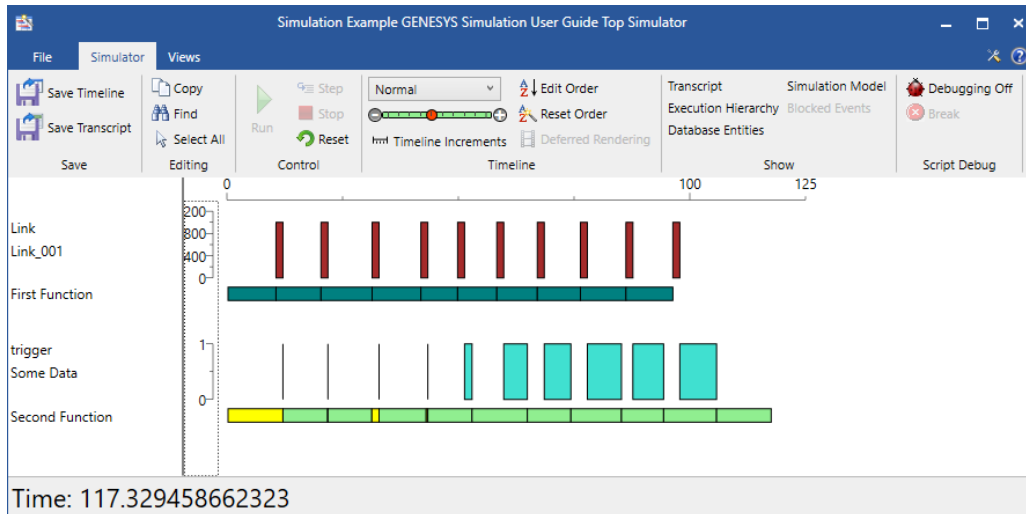 Simulation Example GENESYS Simulation User Guide Top Simulator
File Simulator Views
Save Timeline Copy Step Normal Edit Order Transcript Simulation Model Debugging Off
Find Stop Reset Order Execution Hierarchy Blocked Events Break
Save Transcript Select All Run Reset Timeline Increments Deferred Rendering Database Entities
Save Editing Control Timeline Show Script Debug
0 100 125
200
Link 800
Link_001 400
0
First Function
trigger 1
Some Data
0
Second Function
Time: 117.329458662323